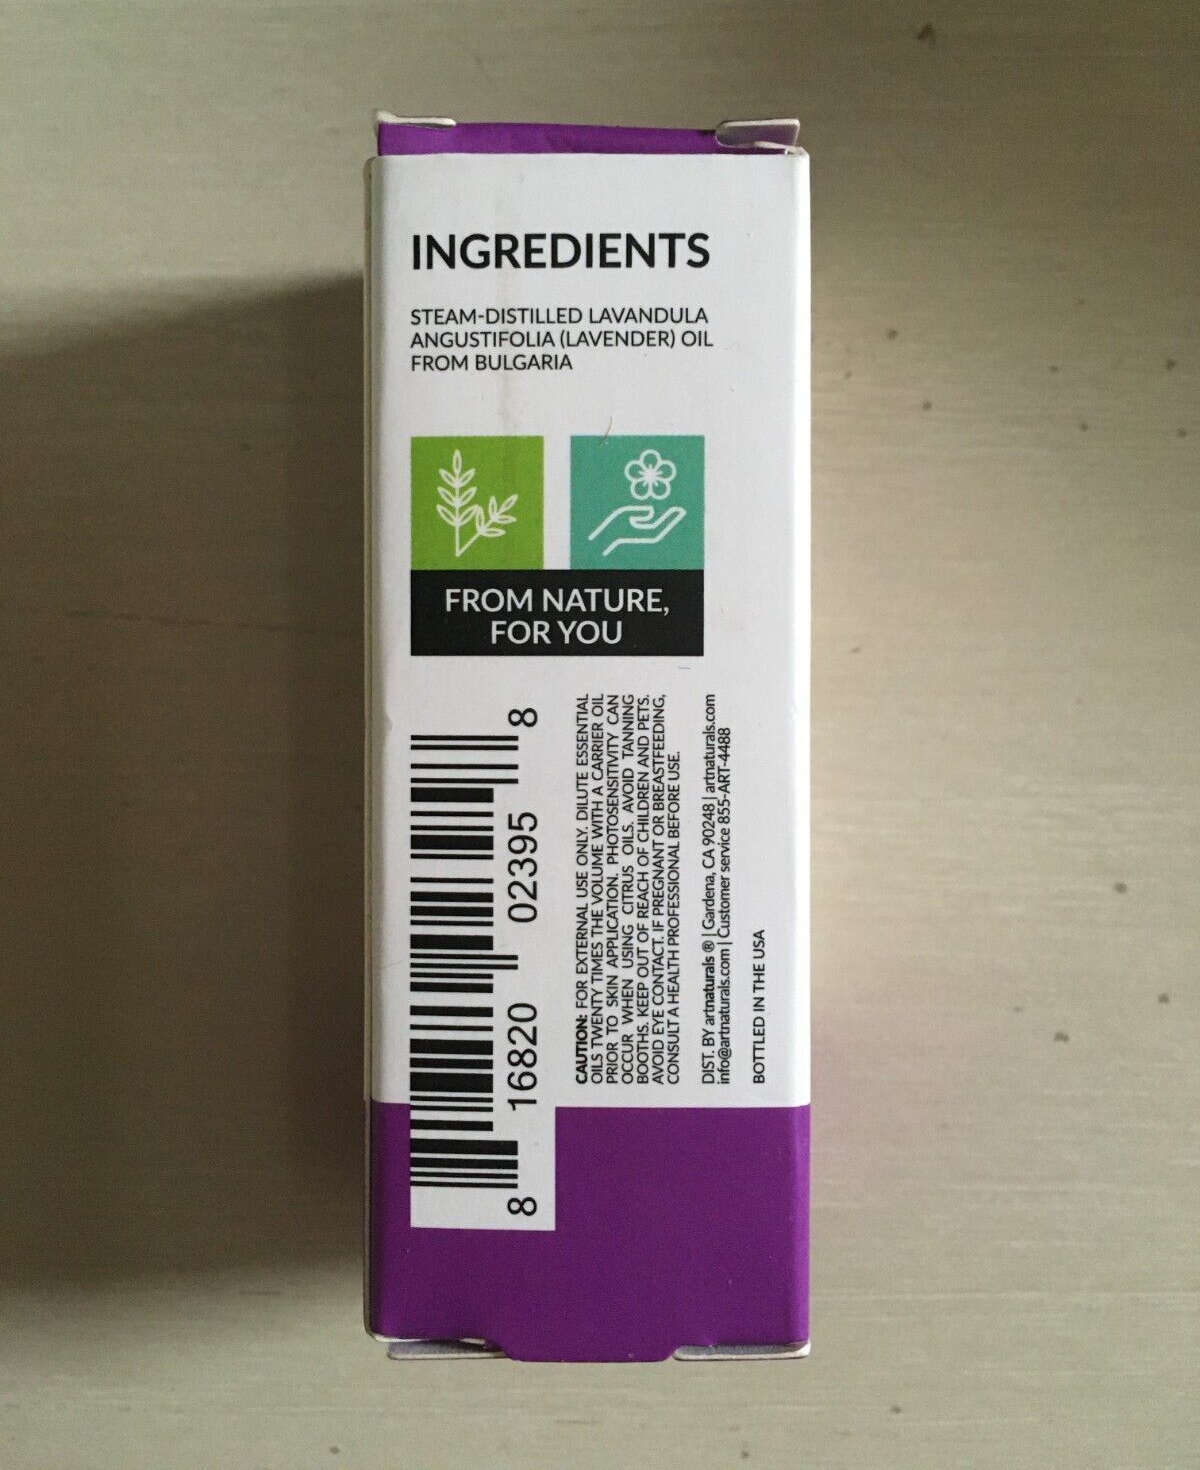 INGREDIENTS
STEAM-DISTILLED LAVANDULA
ANGUSTIFOLIA (LAVENDER) OIL
FROM BULGARIA
FROM NATURE,
FOR YOU
8 16820 02395 8
CAUTION: FOR EXTERNAL USE ONLY. DILUTE ESSENTIAL
OILS TWENTY TIMES THE VOLUME WITH A CARRIER OIL
PRIOR TO SKIN APPLICATION. PHOTOSENSITIVITY CAN
OCCUR WHEN USING CITRUS OILS. AVOID TANNING
BOOTHS. KEEP OUT OF REACH OF CHILDREN AND PETS.
AVOID EYE CONTACT. IF PREGNANT OR BREASTFEEDING,
CONSULT A HEALTH PROFESSIONAL BEFORE USE.
DIST. BY artnaturals ® | Gardena, CA 90248 | artnaturals.com
info@artnaturals.com | Customer service 855-ART-4488
BOTTLED IN THE USA